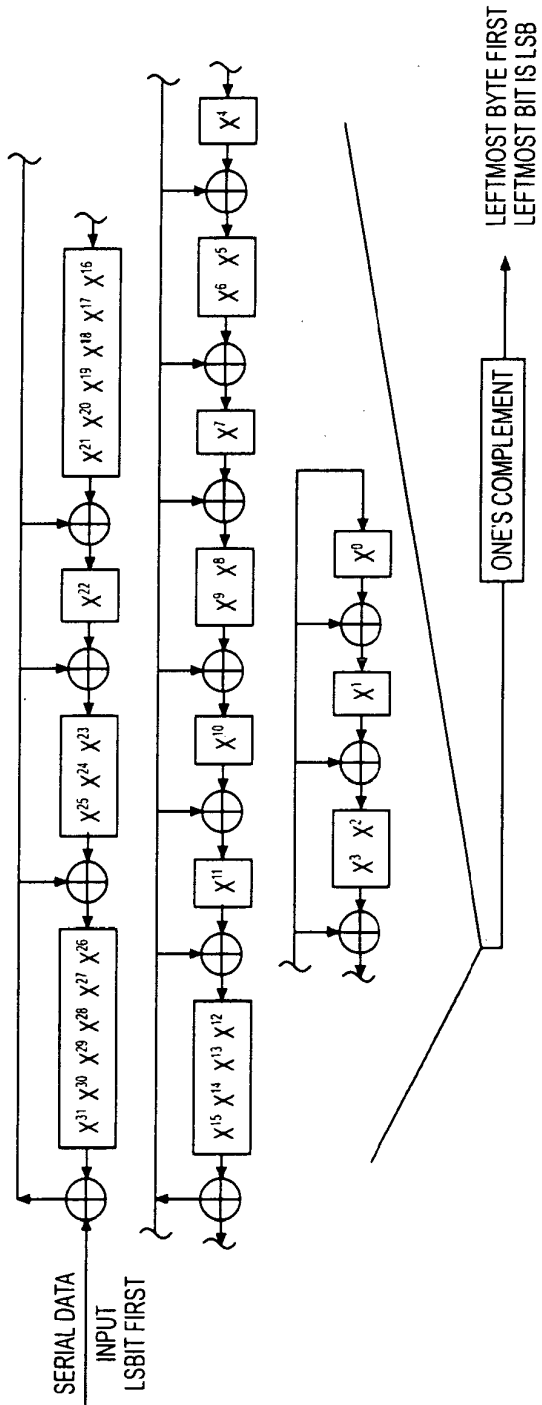 SERIAL DATA
INPUT
LSBIT FIRST
X³¹ X³⁰ X²⁹ X²⁸ X²⁷ X²⁶
X²⁵ X²⁴ X²³
X²²
X²¹ X²⁰ X¹⁹ X¹⁸ X¹⁷ X¹⁶
X¹⁵ X¹⁴ X¹³ X¹²
X¹¹
X¹⁰
X⁹ X⁸
X⁷
X⁶ X⁵
X⁴
X³ X²
X¹
X⁰
ONE'S COMPLEMENT
LEFTMOST BYTE FIRST
LEFTMOST BIT IS LSB